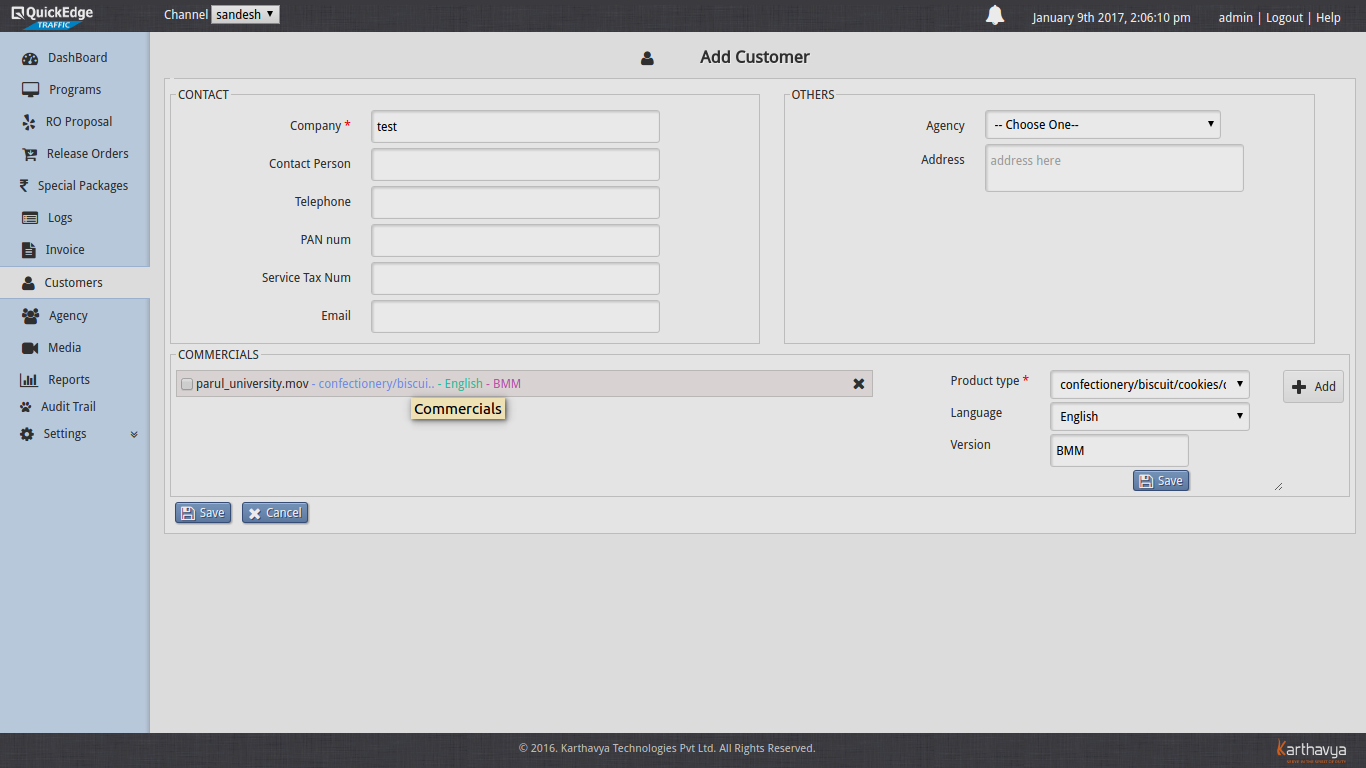 QuickEdge
TRAFFIC
Channel sandesh
January 9th 2017, 2:06:10 pm
admin | Logout | Help
DashBoard
Programs
RO Proposal
Release Orders
Special Packages
Logs
Invoice
Customers
Agency
Media
Reports
Audit Trail
Settings
Add Customer
CONTACT
Company * test
Contact Person
Telephone
PAN num
Service Tax Num
Email
OTHERS
Agency -- Choose One--
Address address here
COMMERCIALS
parul_university.mov - confectionery/biscui.. - English - BMM
Commercials
Product type * confectionery/biscuit/cookies/c
Add
Language English
Version BMM
Save
Save Cancel
© 2016. Karthavya Technologies Pvt Ltd. All Rights Reserved.
Karthavya